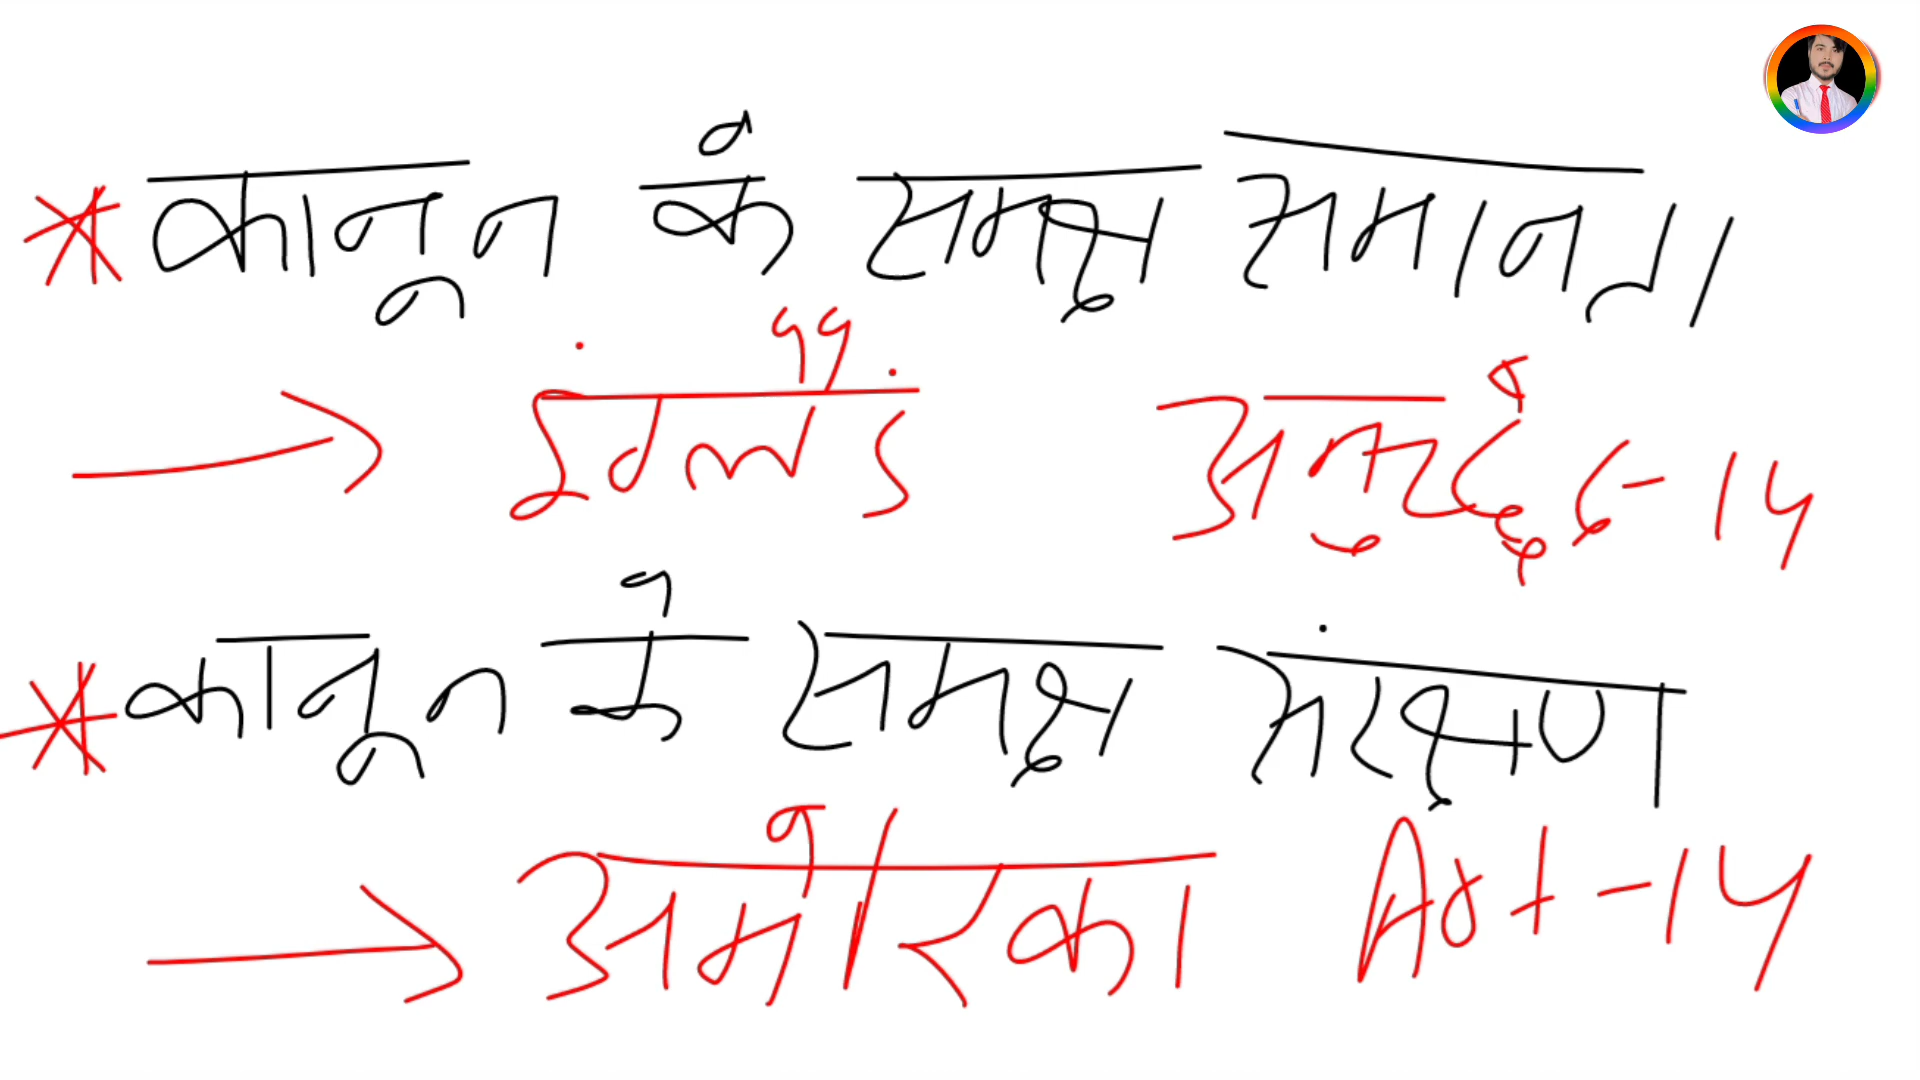 * कानून के समक्ष समानता
→ इंग्लैंड अनुच्छेद - 14
* कानून के समक्ष संरक्षण
→ अमेरिका Art - 14